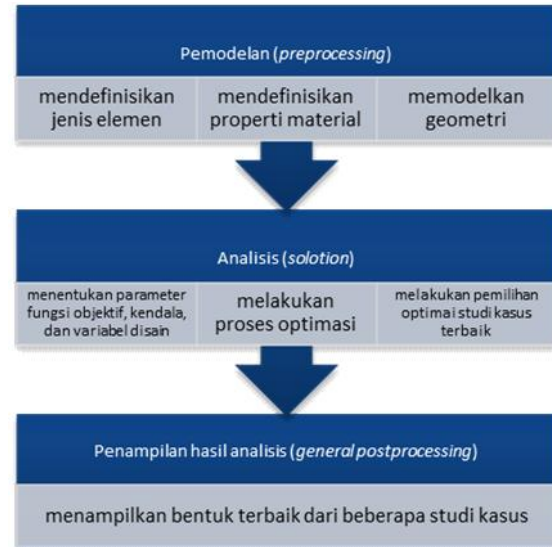 Pemodelan (preprocessing)
mendefinisikan
jenis elemen
mendefinisikan
properti material
memodelkan
geometri
Analisis (solotion)
menentukan parameter
fungsi objektif, kendala,
dan variabel disain
melakukan
proses optimasi
melakukan pemilihan
optimai studi kasus
terbaik
Penampilan hasil analisis (general postprocessing)
menampilkan bentuk terbaik dari beberapa studi kasus